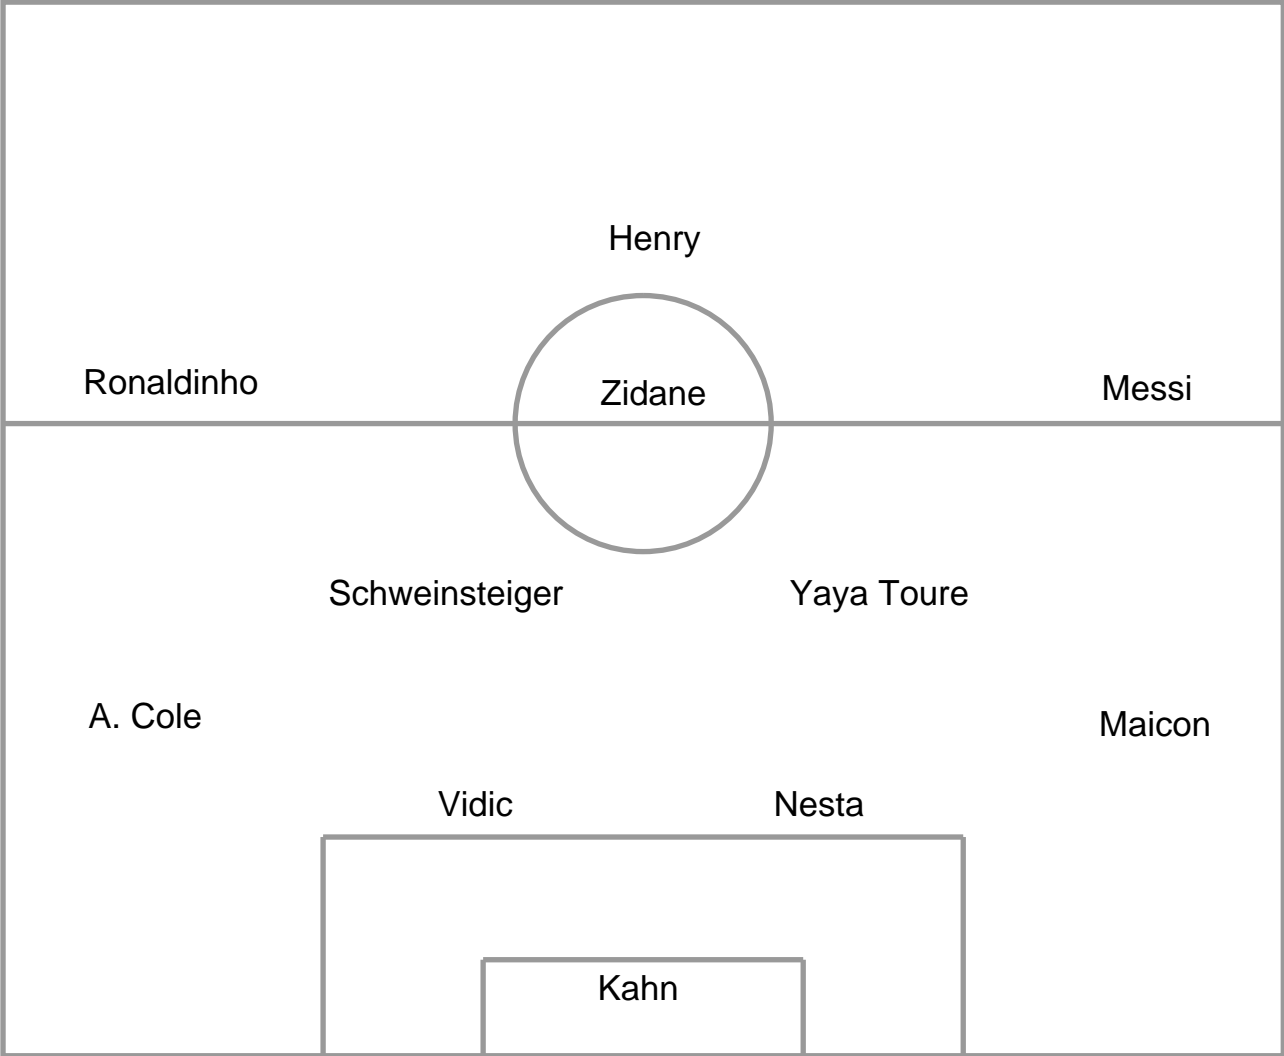 Henry
Ronaldinho
Zidane
Messi
Schweinsteiger
Yaya Toure
A. Cole
Maicon
Vidic
Nesta
Kahn